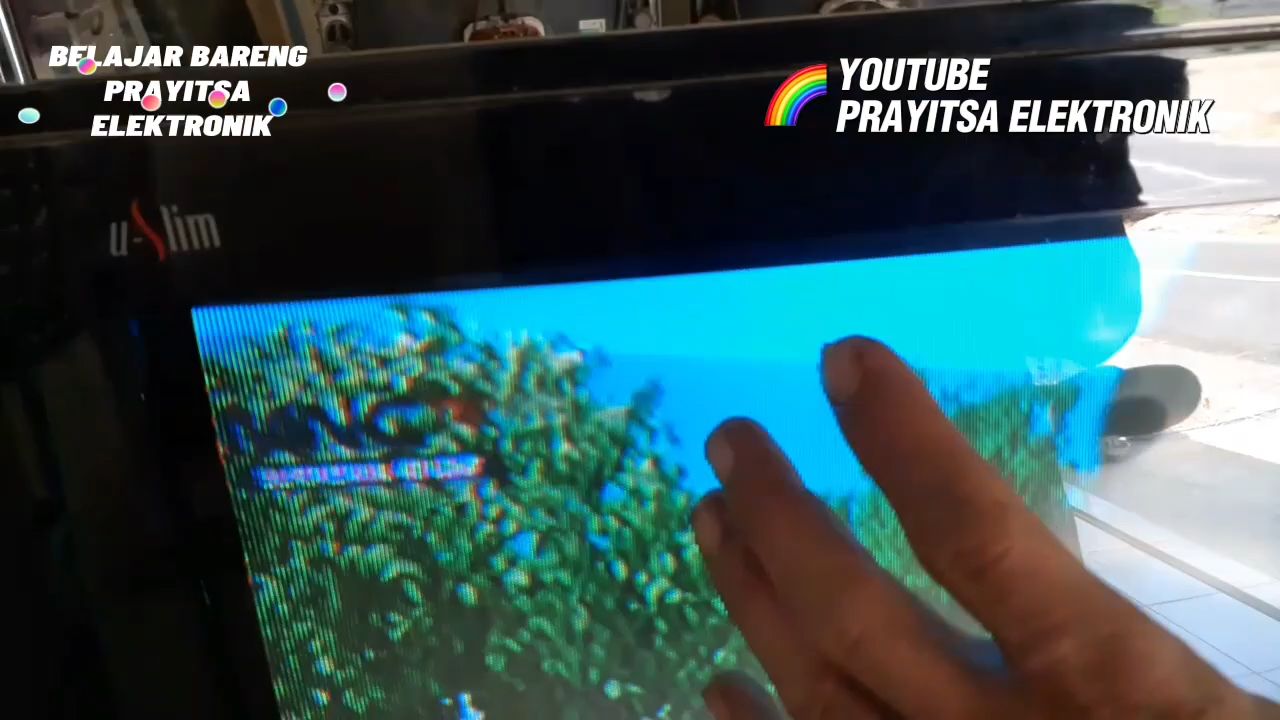 BELAJAR BARENG
PRAYITSA
ELEKTRONIK
YOUTUBE
PRAYITSA ELEKTRONIK
u-Slim